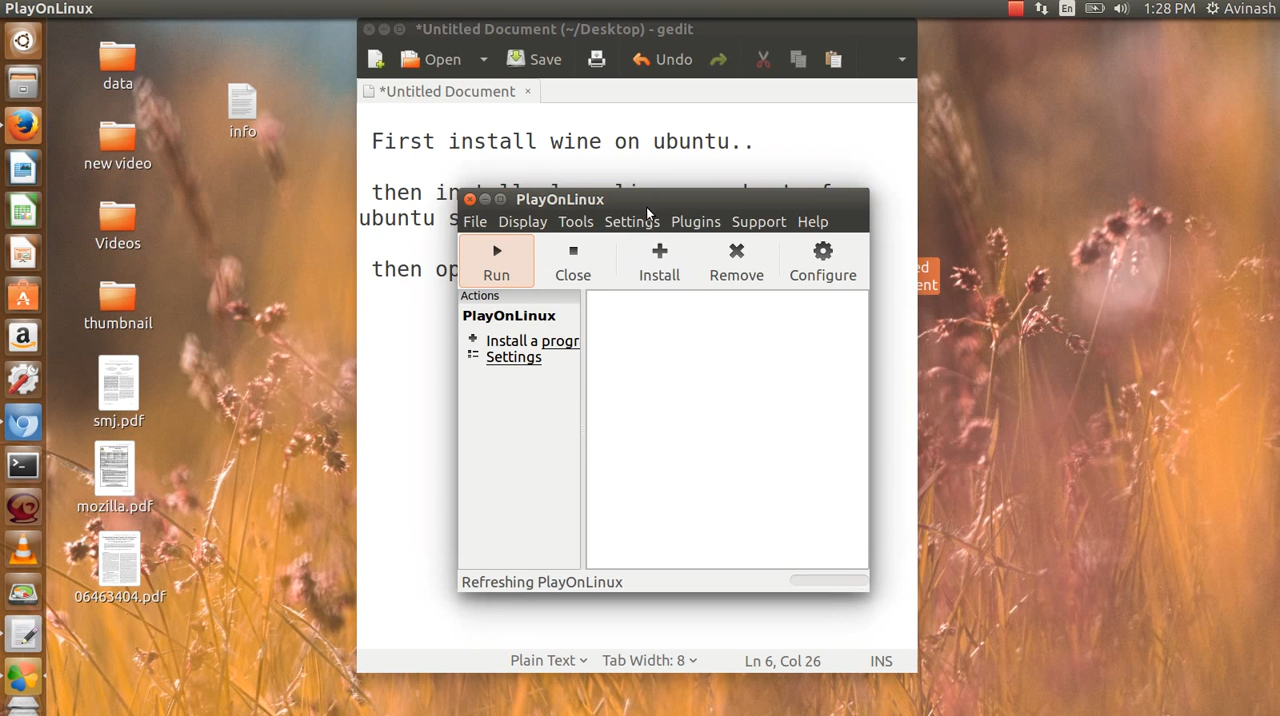 PlayOnLinux
En
1:28 PM
Avinash
data
new video
Videos
thumbnail
smj.pdf
mozilla.pdf
06463404.pdf
info
*Untitled Document (~/Desktop) - gedit
Open
Save
Undo
*Untitled Document ×
First install wine on ubuntu..
then
ubuntu
then
PlayOnLinux
File Display Tools Settings Plugins Support Help
Run Close Install Remove Configure
Actions
PlayOnLinux
Install a progr
Settings
Refreshing PlayOnLinux
Plain Text Tab Width: 8 Ln 6, Col 26 INS